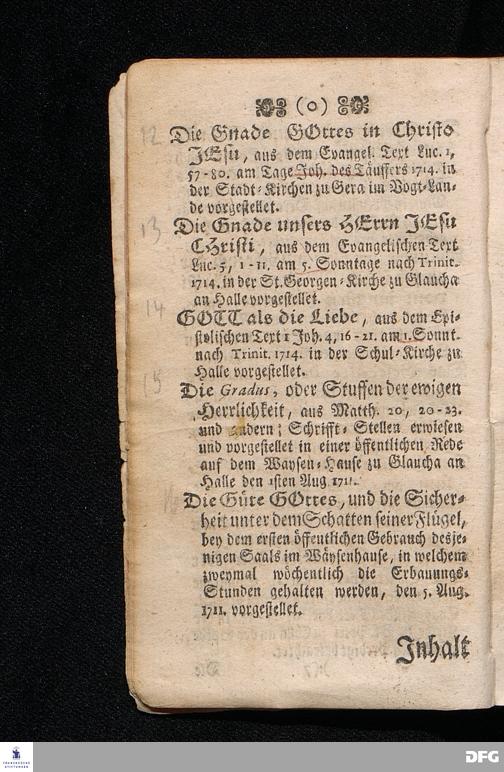 (o)
12 Die Gnade GOttes in Christo
JEsu, aus dem Evangel. Text Luc. 1,
57-80. am Tage Joh. des Täuffers 1714. in
der Stadt-Kirchen zu Gera im Vogt-Lan-
de vorgestellet.
13 Die Gnade unsers HErrn JEsu
CHristi, aus dem Evangelischen Text
Luc. 5, 1-11. am 5. Sonntage nach Trinit.
1714. in der St. Georgen-Kirche zu Glaucha
an Halle vorgestellet.
14 GOTT als die Liebe, aus dem Epi-
stolischen Text 1 Joh. 4, 16-21. am 1. Sonnt.
nach Trinit. 1714. in der Schul-Kirche zu
Halle vorgestellet.
15 Die Gradus, oder Stuffen der ewigen
Herrlichkeit, aus Matth. 20, 20-23.
und andern Schrifft-Stellen erwiesen
und vorgestellet in einer öffentlichen Rede
auf dem Waysen-Hause zu Glaucha an
Halle den 1sten Aug. 1711.
16 Die Güte GOttes, und die Sicher-
heit unter dem Schatten seiner Flügel,
bey dem ersten öffentlichen Gebrauch desje-
nigen Saals im Wäysenhause, in welchem
zweymal wöchentlich die Erbauungs-
Stunden gehalten werden, den 5. Aug.
1711. vorgestellet.
Inhalt
FRANCKESCHE
STIFTUNGEN
DFG